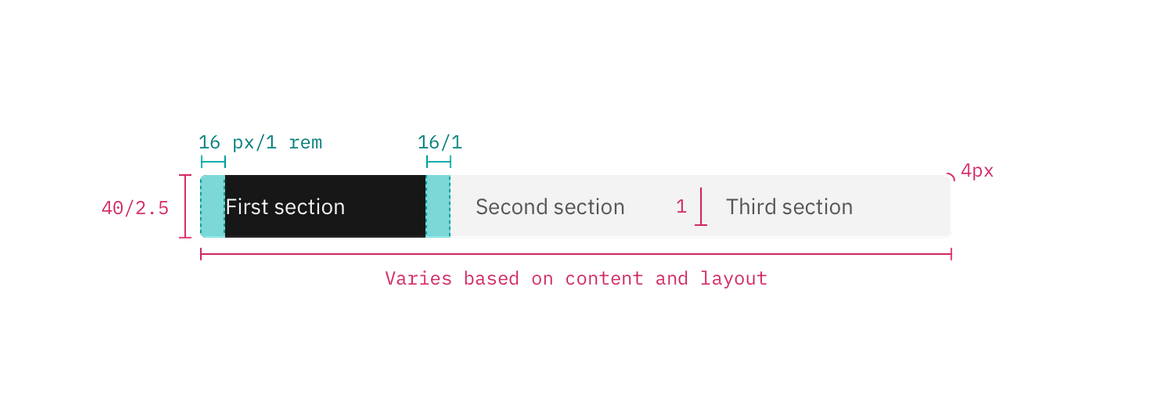 16 px/1 rem
16/1
4px
40/2.5
First section
Second section
1
Third section
Varies based on content and layout